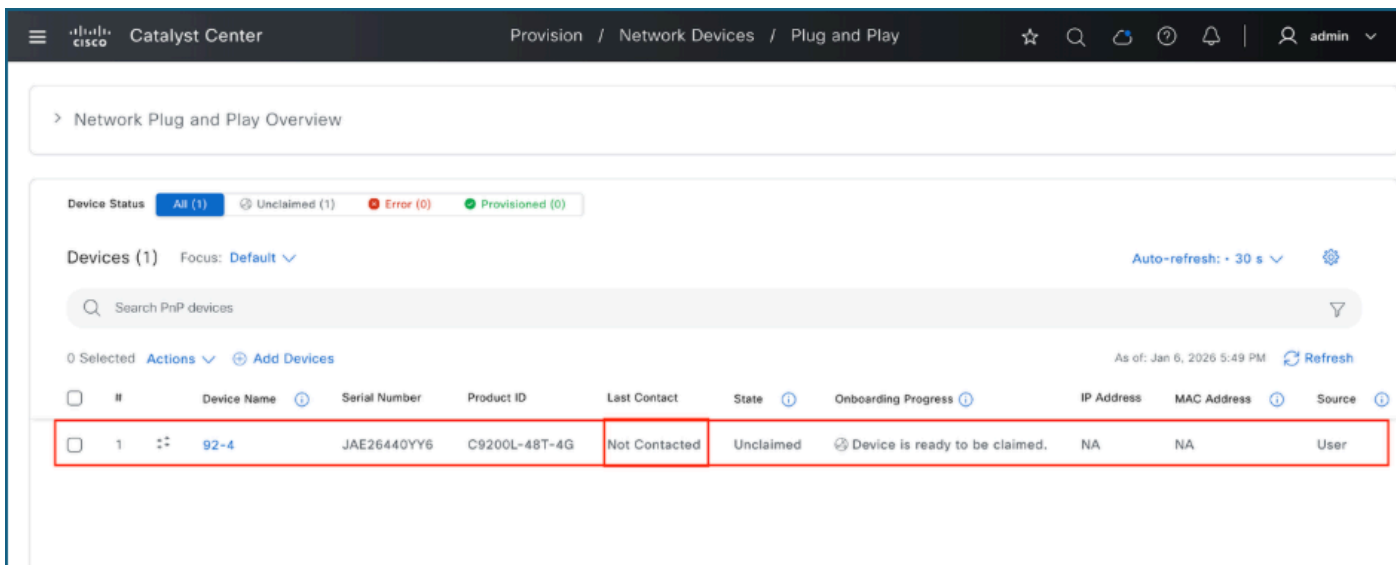 cisco Catalyst Center Provision / Network Devices / Plug and Play admin
Network Plug and Play Overview
Device Status All (1) Unclaimed (1) Error (0) Provisioned (0)
Devices (1) Focus: Default Auto-refresh: • 30 s
Search PnP devices
0 Selected Actions Add Devices As of: Jan 6, 2026 5:49 PM Refresh
# Device Name Serial Number Product ID Last Contact State Onboarding Progress IP Address MAC Address Source
1 92-4 JAE26440YY6 C9200L-48T-4G Not Contacted Unclaimed Device is ready to be claimed. NA NA User